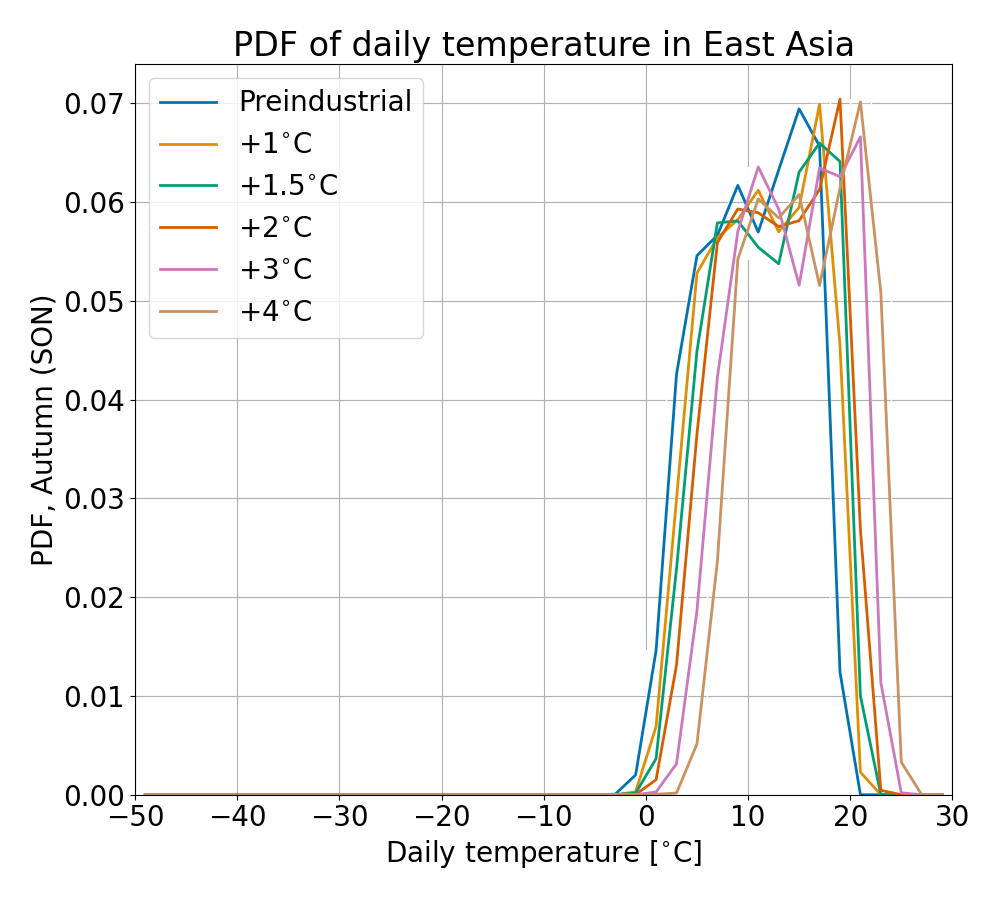 PDF of daily temperature in East Asia
Preindustrial
+1°C
+1.5°C
+2°C
+3°C
+4°C
PDF, Autumn (SON)
0.07
0.06
0.05
0.04
0.03
0.02
0.01
0.00
−50 −40 −30 −20 −10 0 10 20 30
Daily temperature [°C]